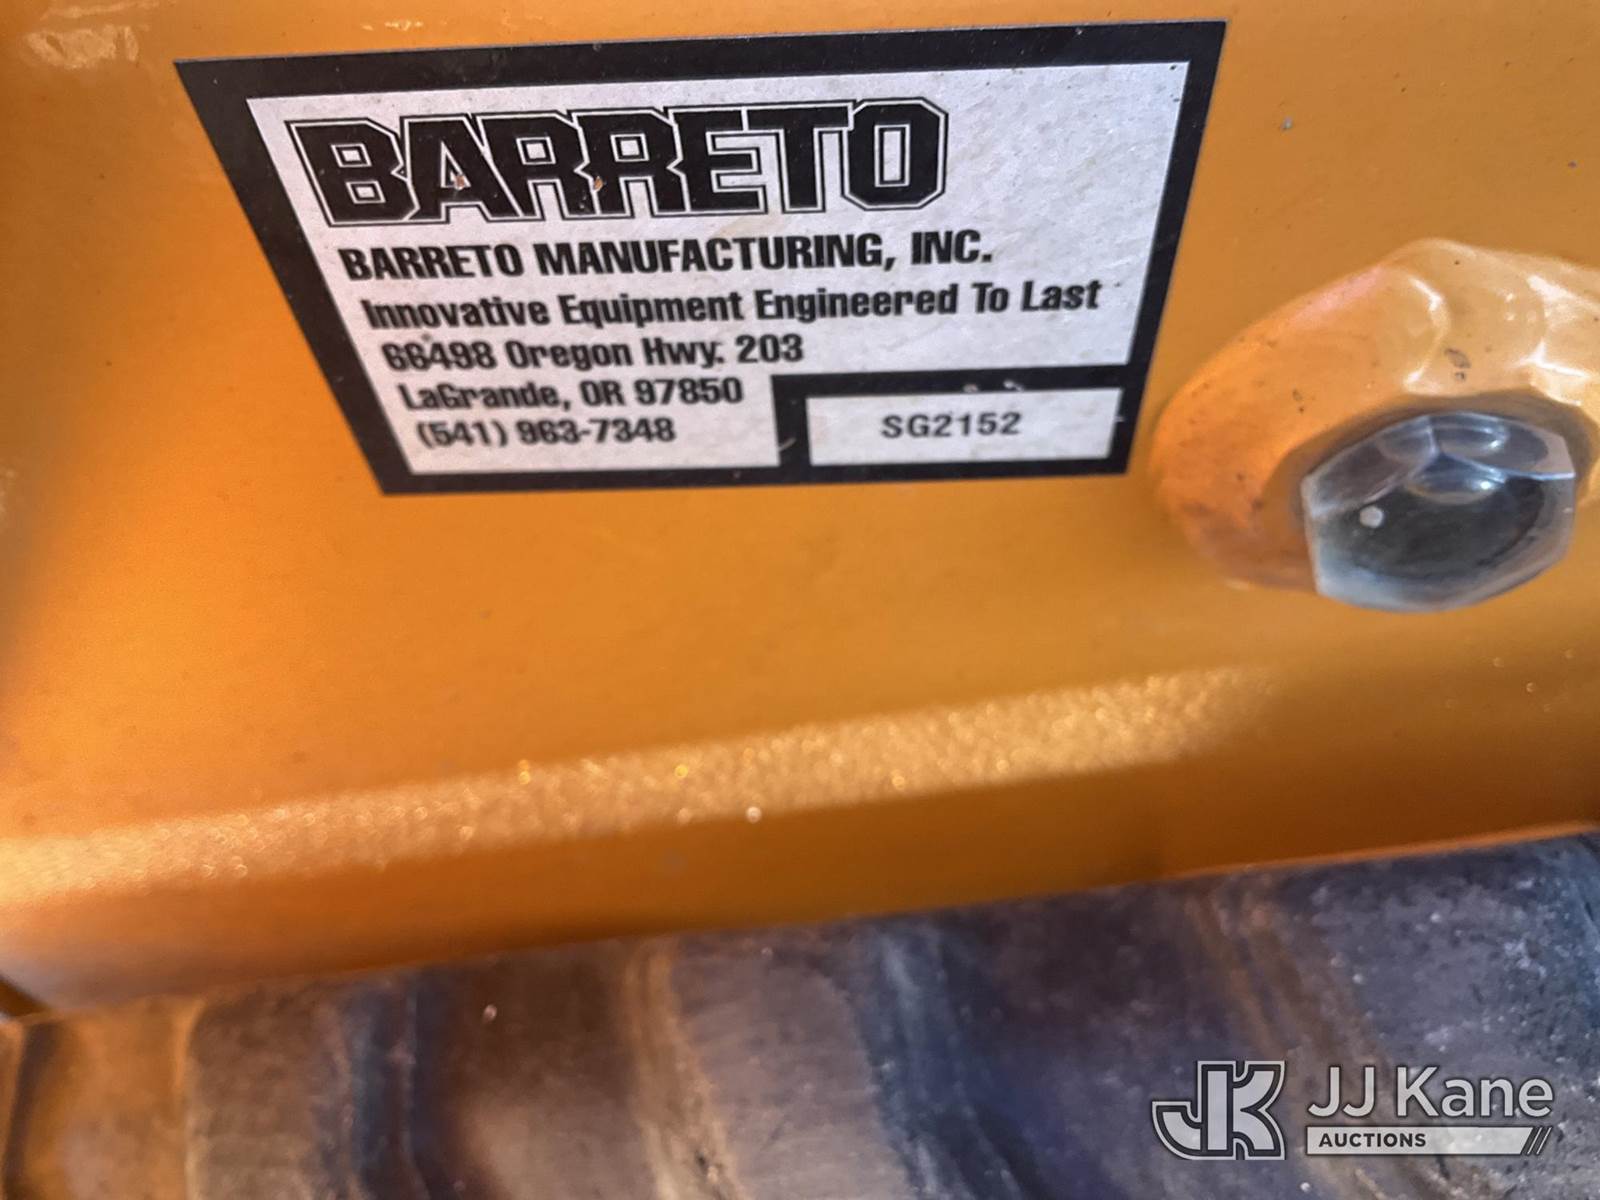 BARRETO
BARRETO MANUFACTURING, INC.
Innovative Equipment Engineered To Last
66498 Oregon Hwy. 203
LaGrande, OR 97850
(541) 963-7348
SG2152
JK JJ Kane
AUCTIONS